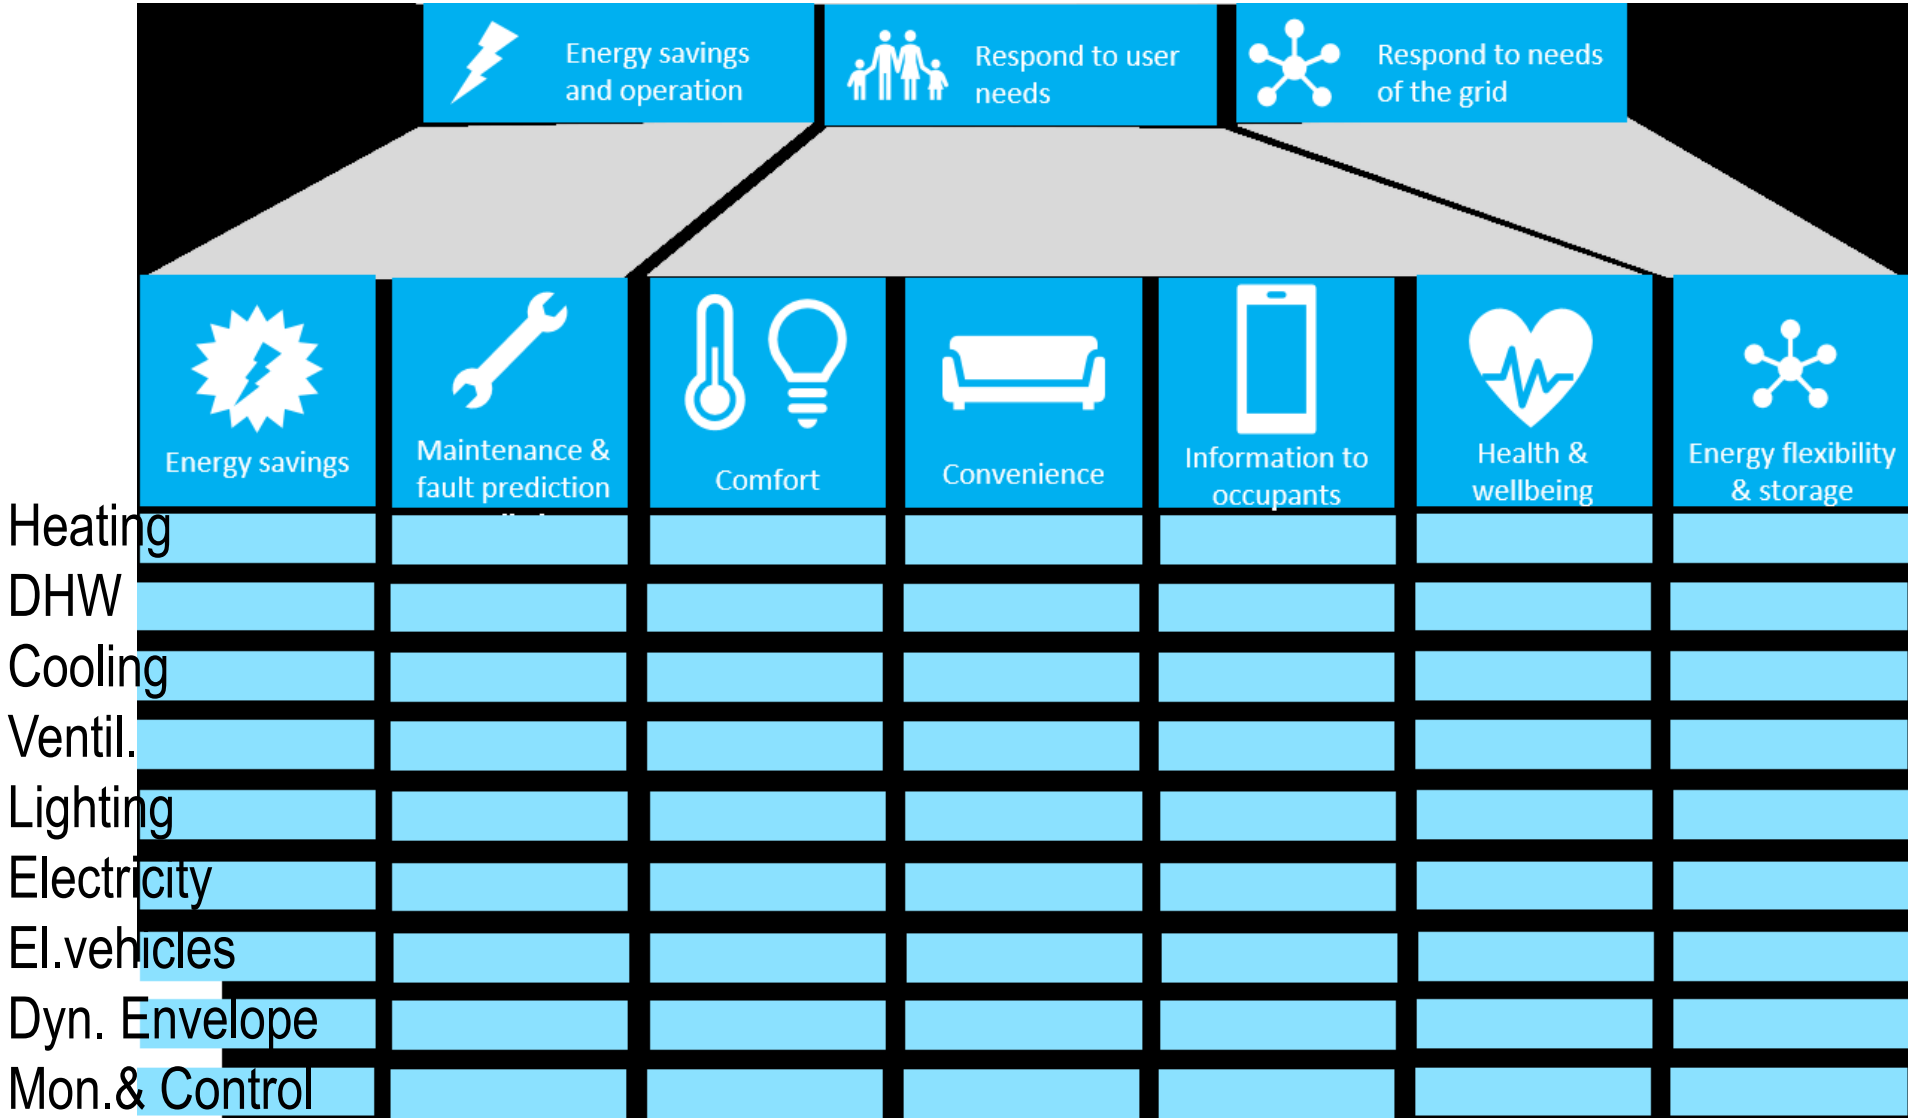 Energy savings
and operation
Respond to user
needs
Respond to needs
of the grid
Energy savings
Maintenance &
fault prediction
Comfort
Convenience
Information to
occupants
Health &
wellbeing
Energy flexibility
& storage
Heating
DHW
Cooling
Ventil.
Lighting
Electricity
El.vehicles
Dyn. Envelope
Mon.& Control